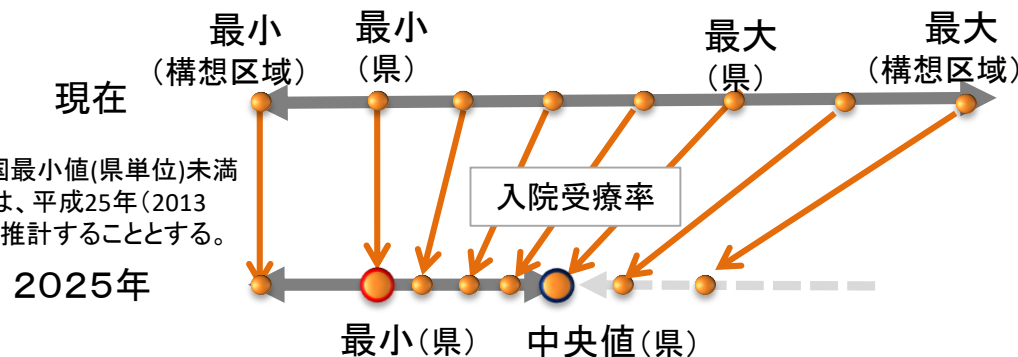 最小
(構想区域)
最小
(県)
最大
(県)
最大
(構想区域)
現在
国最小値(県単位)未満
は、平成25年(2013
推計することとする。
入院受療率
2025年
最小(県)
中央値(県)